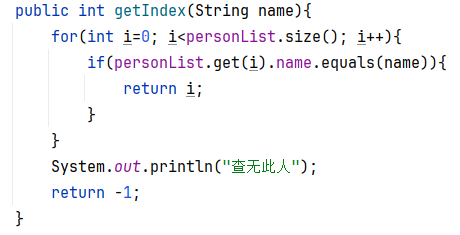 public int getIndex(String name){
    for(int i=0; i<personList.size(); i++){
        if(personList.get(i).name.equals(name)){
            return i;
        }
    }
    System.out.println("查无此人");
    return -1;
}